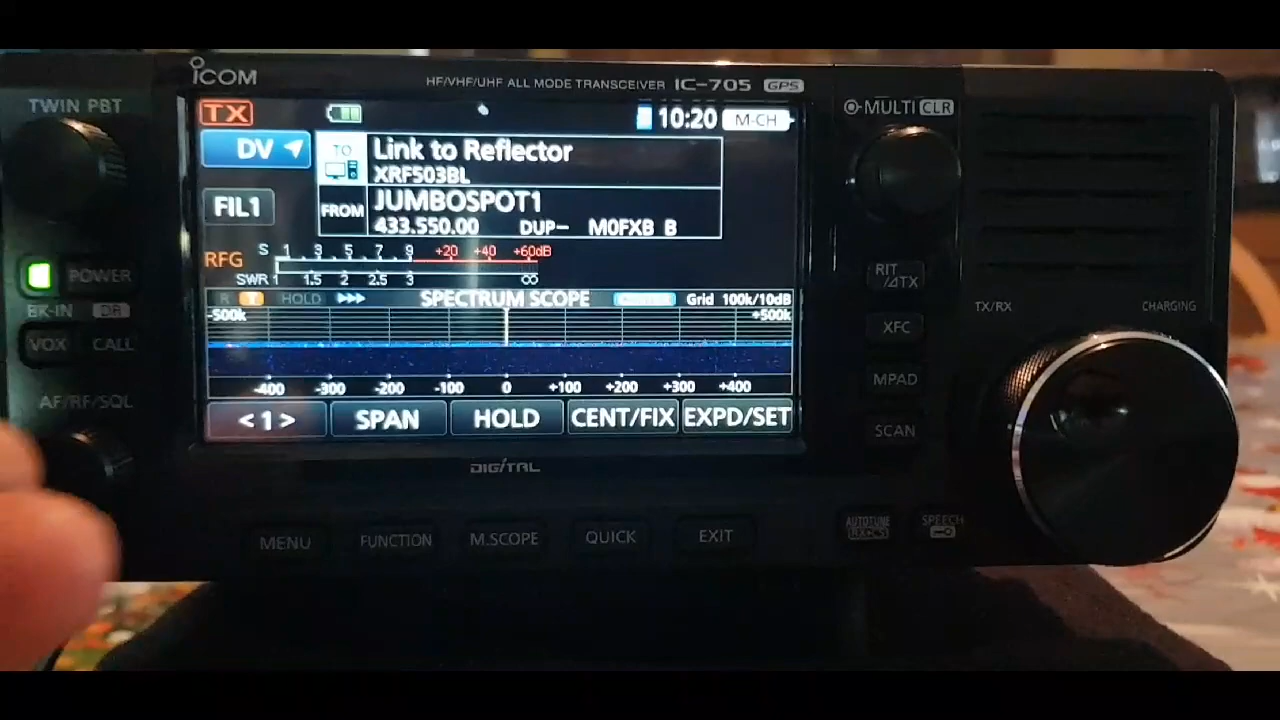 ICOM
HF/VHF/UHF ALL MODE TRANSCEIVER IC-705 GPS
TWIN PBT
MULTI CLR
TX
10:20 M-CH
DV
TO
Link to Reflector
XRF503BL
FIL1
FROM
JUMBOSPOT1
433.550.00 DUP– M0FXB B
RFG
S 1 3 5 7 9 +20 +40 +60dB
SWR 1 1.5 2 2.5 3 ∞
R T HOLD SPECTRUM SCOPE CENTER Grid 100k/10dB
-500k +500k
-400 -300 -200 -100 0 +100 +200 +300 +400
<1> SPAN HOLD CENT/FIX EXPD/SET
POWER
BK-IN DR
VOX CALL
AF/RF/SQL
RIT
⊿TX
XFC
MPAD
SCAN
TX/RX CHARGING
DIGITAL
MENU FUNCTION M.SCOPE QUICK EXIT
AUTOTUNE
RX→CS
SPEECH